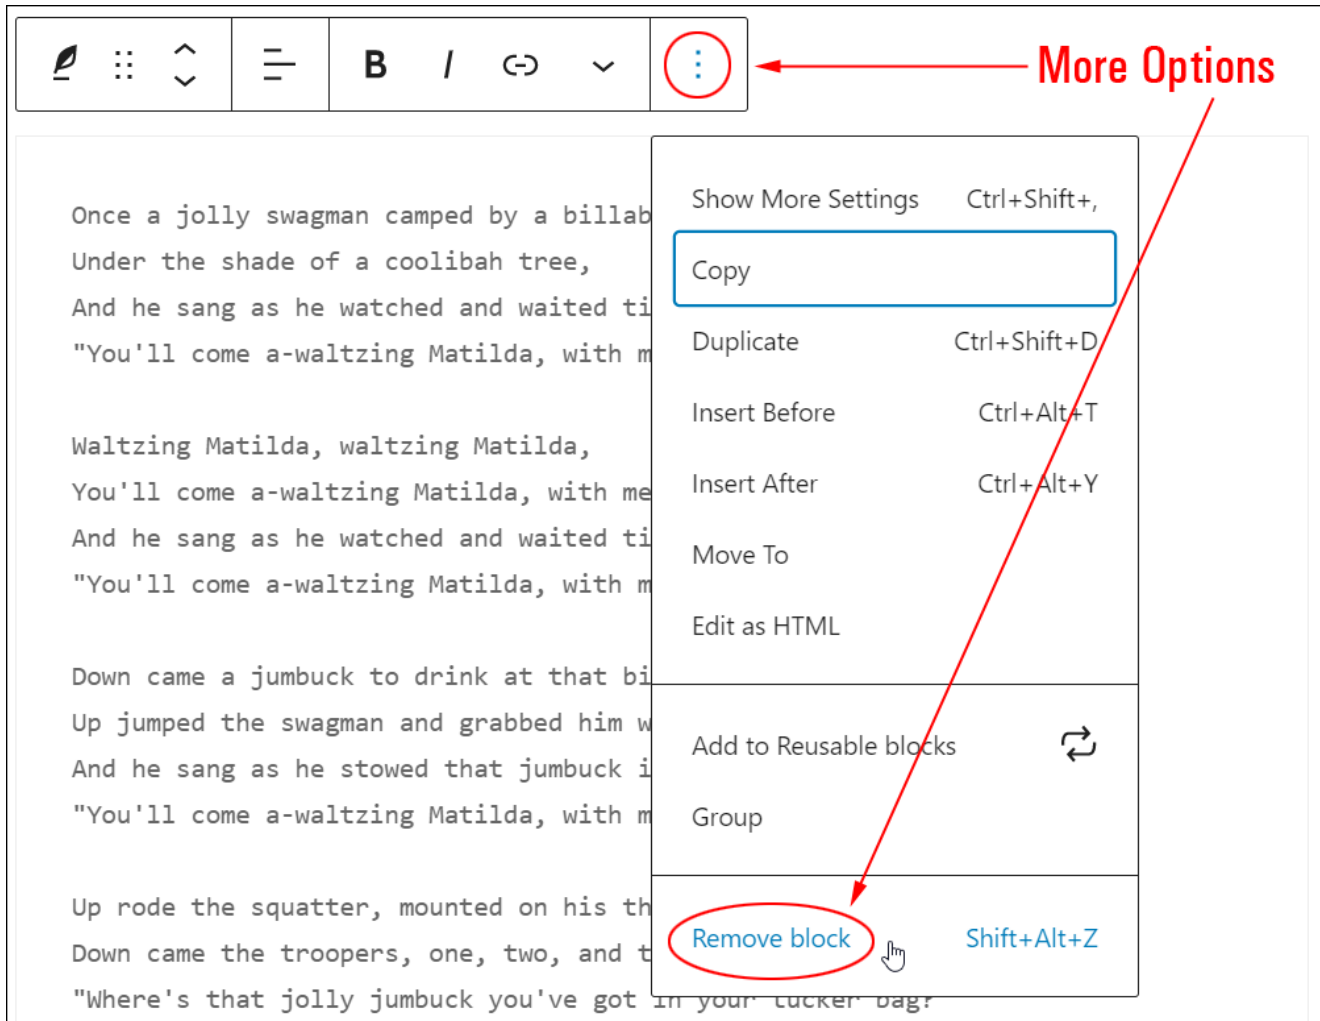 B I
More Options
Once a jolly swagman camped by a billab
Under the shade of a coolibah tree,
And he sang as he watched and waited ti
"You'll come a-waltzing Matilda, with m
Waltzing Matilda, waltzing Matilda,
You'll come a-waltzing Matilda, with me
And he sang as he watched and waited ti
"You'll come a-waltzing Matilda, with m
Down came a jumbuck to drink at that bi
Up jumped the swagman and grabbed him w
And he sang as he stowed that jumbuck i
"You'll come a-waltzing Matilda, with m
Up rode the squatter, mounted on his th
Down came the troopers, one, two, and t
"Where's that jolly jumbuck you've got in your tucker bag?
Show More Settings Ctrl+Shift+,
Copy
Duplicate Ctrl+Shift+D
Insert Before Ctrl+Alt+T
Insert After Ctrl+Alt+Y
Move To
Edit as HTML
Add to Reusable blocks
Group
Remove block Shift+Alt+Z